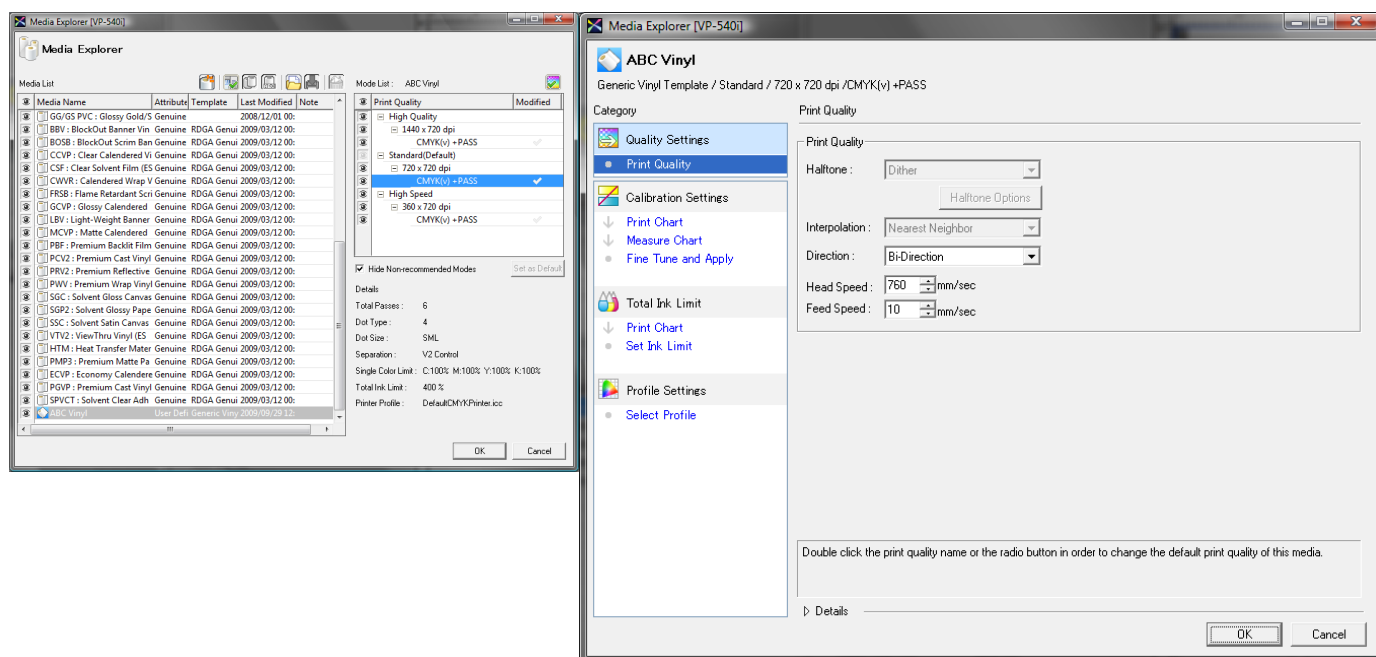 Media Explorer [VP-540i]
Media Explorer
Media List
Media Name Attribute Template Last Modified Note
GG/GS PVC : Glossy Gold/S Genuine 2008/12/01 00:
BBV : BlockOut Banner Vin Genuine RDGA Genui 2009/03/12 00:
BOSB : BlockOut Scrim Ban Genuine RDGA Genui 2009/03/12 00:
CCVP : Clear Calendered Vi Genuine RDGA Genui 2009/03/12 00:
CSF : Clear Solvent Film (ES Genuine RDGA Genui 2009/03/12 00:
CWVR : Calendered Wrap V Genuine RDGA Genui 2009/03/12 00:
FRSB : Flame Retardant Scri Genuine RDGA Genui 2009/03/12 00:
GCVP : Glossy Calendered Genuine RDGA Genui 2009/03/12 00:
LBV : Light-Weight Banner Genuine RDGA Genui 2009/03/12 00:
MCVP : Matte Calendered Genuine RDGA Genui 2009/03/12 00:
PBF : Premium Backlit Film Genuine RDGA Genui 2009/03/12 00:
PCV2 : Premium Cast Vinyl Genuine RDGA Genui 2009/03/12 00:
PRV2 : Premium Reflective Genuine RDGA Genui 2009/03/12 00:
PWV : Premium Wrap Vinyl Genuine RDGA Genui 2009/03/12 00:
SGC : Solvent Gloss Canvas Genuine RDGA Genui 2009/03/12 00:
SGP2 : Solvent Glossy Pape Genuine RDGA Genui 2009/03/12 00:
SSC : Solvent Satin Canvas Genuine RDGA Genui 2009/03/12 00:
VTV2 : ViewThru Vinyl (ES Genuine RDGA Genui 2009/03/12 00:
HTM : Heat Transfer Mater Genuine RDGA Genui 2009/03/12 00:
PMP3 : Premium Matte Pa Genuine RDGA Genui 2009/03/12 00:
ECVP : Economy Calendere Genuine RDGA Genui 2009/03/12 00:
PGVP : Premium Cast Vinyl Genuine RDGA Genui 2009/03/12 00:
SPVCT : Solvent Clear Adh Genuine RDGA Genui 2009/03/12 00:
ABC Vinyl User Defi Generic Viny 2009/09/29 12:
Mode List : ABC Vinyl
Print Quality Modified
High Quality
1440 x 720 dpi
CMYK(v) +PASS
Standard(Default)
720 x 720 dpi
CMYK(v) +PASS
High Speed
360 x 720 dpi
CMYK(v) +PASS
Hide Non-recommended Modes Set as Default
Details
Total Passes : 6
Dot Type : 4
Dot Size : SML
Separation : V2 Control
Single Color Limit : C:100% M:100% Y:100% K:100%
Total Ink Limit : 400 %
Printer Profile : DefaultCMYKPrinter.icc
OK Cancel
Media Explorer [VP-540i]
ABC Vinyl
Generic Vinyl Template / Standard / 720 x 720 dpi /CMYK(v) +PASS
Category
Quality Settings
Print Quality
Calibration Settings
Print Chart
Measure Chart
Fine Tune and Apply
Total Ink Limit
Print Chart
Set Ink Limit
Profile Settings
Select Profile
Print Quality
Print Quality
Halftone : Dither
Halftone Options
Interpolation : Nearest Neighbor
Direction : Bi-Direction
Head Speed : 760 mm/sec
Feed Speed : 10 mm/sec
Double click the print quality name or the radio button in order to change the default print quality of this media.
Details
OK Cancel